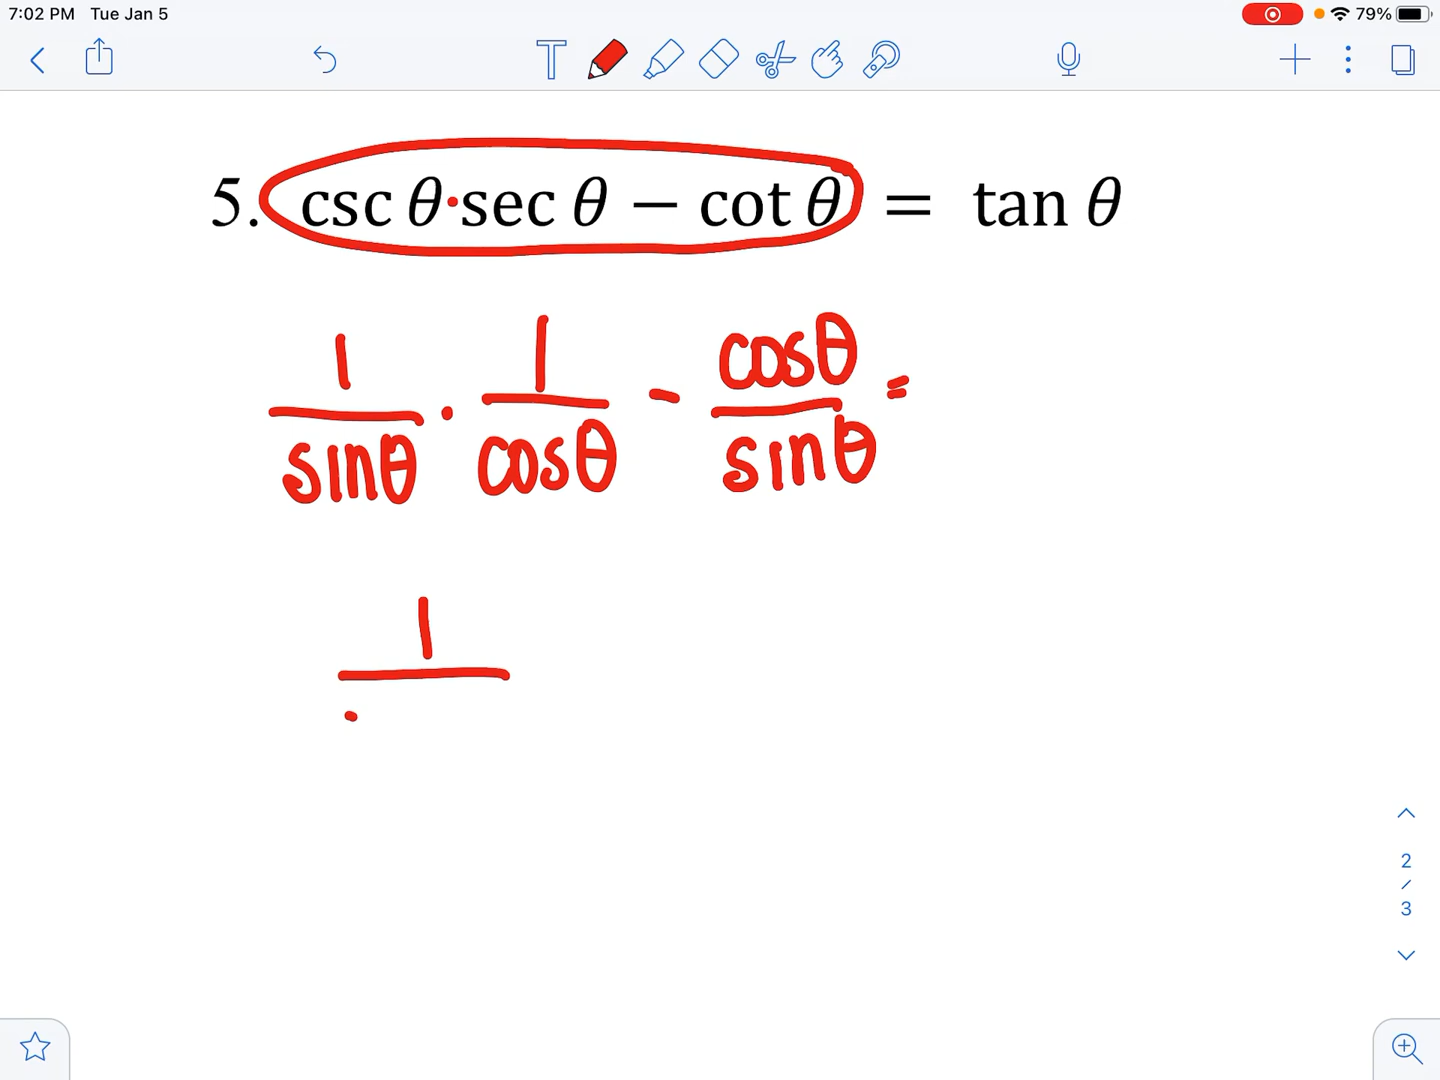 7:02 PM Tue Jan 5 79%
T
5. csc θ·sec θ − cot θ = tan θ
1/sinθ · 1/cosθ - cosθ/sinθ =
1
2
/
3